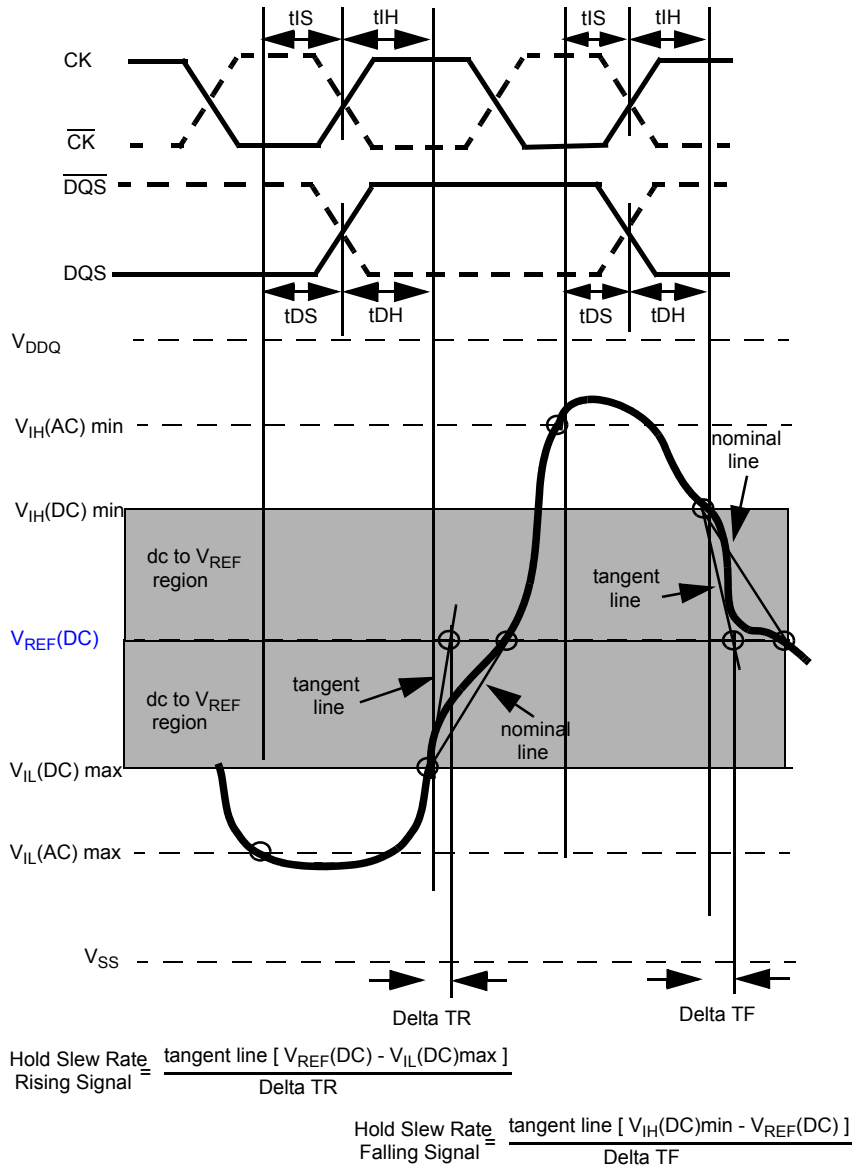 tIS tIH tIS tIH
CK
CK
DQS
DQS
tDS tDH tDS tDH
VDDQ
VIH(AC) min
nominal
line
VIH(DC) min
dc to VREF
region
tangent
line
VREF(DC)
dc to VREF
region
tangent
line
nominal
line
VIL(DC) max
VIL(AC) max
VSS
Delta TR Delta TF
Hold Slew Rate
Rising Signal
=
tangent line [ VREF(DC) - VIL(DC)max ]
Delta TR
Hold Slew Rate
Falling Signal
=
tangent line [ VIH(DC)min - VREF(DC) ]
Delta TF